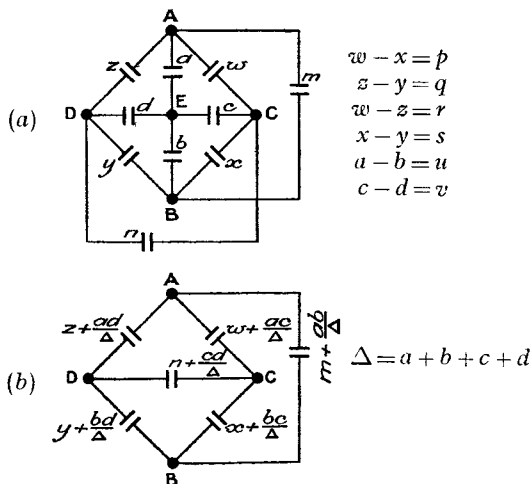 (a)
A
z
a
w
m
D
d
E
c
C
y
b
x
B
n
w − x = p
z − y = q
w − z = r
x − y = s
a − b = u
c − d = v
(b)
A
z + ad/Δ
w + ac/Δ
m + ab/Δ
D
n + cd/Δ
C
y + bd/Δ
x + bc/Δ
B
Δ = a + b + c + d